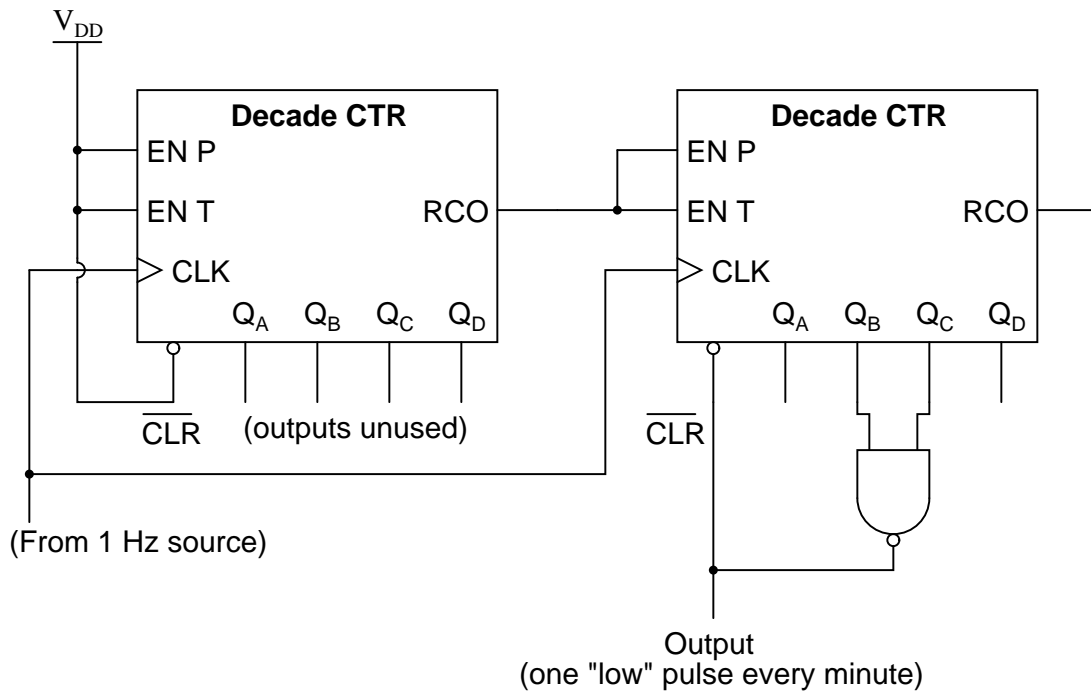 VDD
Decade CTR
EN P
EN T
RCO
CLK
QA QB QC QD
CLR
(outputs unused)
Decade CTR
EN P
EN T
RCO
CLK
QA QB QC QD
CLR
(From 1 Hz source)
Output
(one "low" pulse every minute)